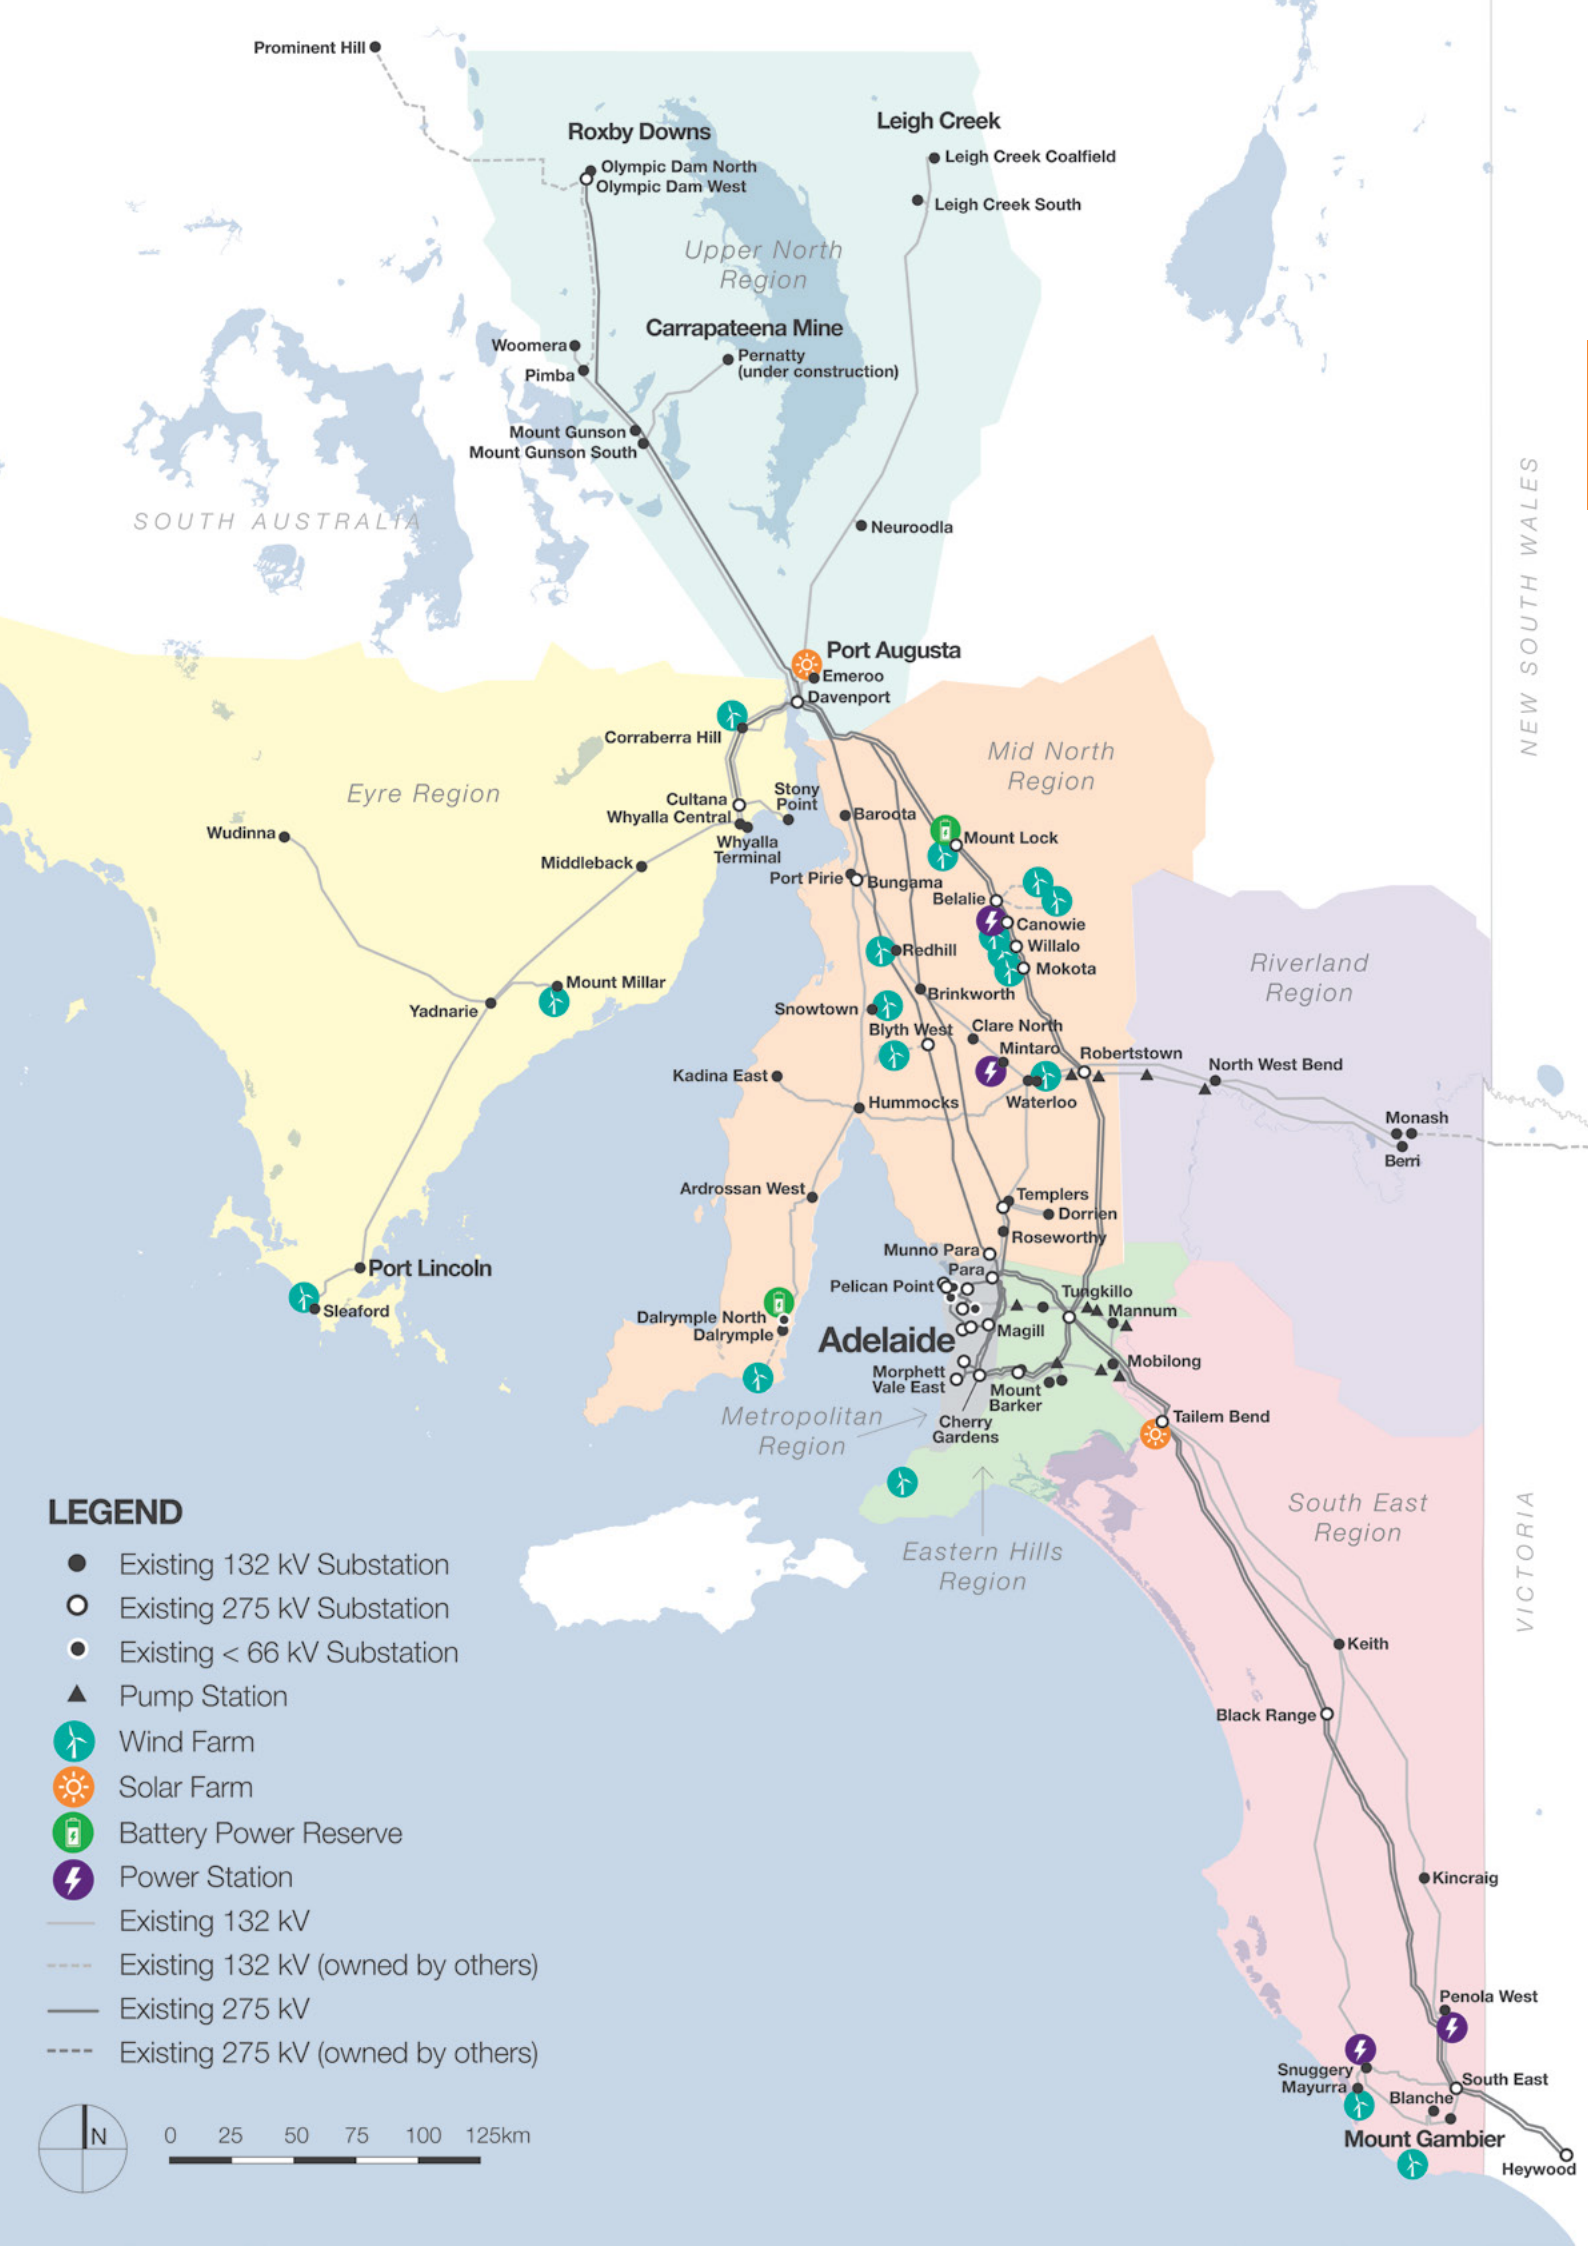 Prominent Hill
Roxby Downs
Leigh Creek
Leigh Creek Coalfield
Olympic Dam North
Olympic Dam West
Leigh Creek South
Upper North
Region
Carrapateena Mine
Woomera
Pernatty
(under construction)
Pimba
Mount Gunson
Mount Gunson South
SOUTH AUSTRALIA
Neuroodla
NEW SOUTH WALES
Port Augusta
Emeroo
Davenport
Corraberra Hill
Mid North
Region
Eyre Region
Cultana
Stony
Point
Whyalla Central
Baroota
Wudinna
Whyalla
Terminal
Mount Lock
Middleback
Port Pirie
Bungama
Belalie
Canowie
Redhill
Willalo
Mokota
Riverland
Region
Mount Millar
Yadnarie
Brinkworth
Snowtown
Blyth West
Clare North
Mintaro
Robertstown
North West Bend
Kadina East
Hummocks
Waterloo
Monash
Berri
Ardrossan West
Templers
Dorrien
Roseworthy
Munno Para
Para
Port Lincoln
Pelican Point
Tungkillo
Mannum
Sleaford
Dalrymple North
Dalrymple
Adelaide
Magill
Mobilong
Morphett
Vale East
Mount
Barker
Metropolitan
Region
Cherry
Gardens
Tailem Bend
South East
Region
Eastern Hills
Region
VICTORIA
Keith
Black Range
Kincraig
Penola West
Snuggery
Mayurra
South East
Blanche
Mount Gambier
Heywood
LEGEND
Existing 132 kV Substation
Existing 275 kV Substation
Existing < 66 kV Substation
Pump Station
Wind Farm
Solar Farm
Battery Power Reserve
Power Station
Existing 132 kV
Existing 132 kV (owned by others)
Existing 275 kV
Existing 275 kV (owned by others)
N
0 25 50 75 100 125km